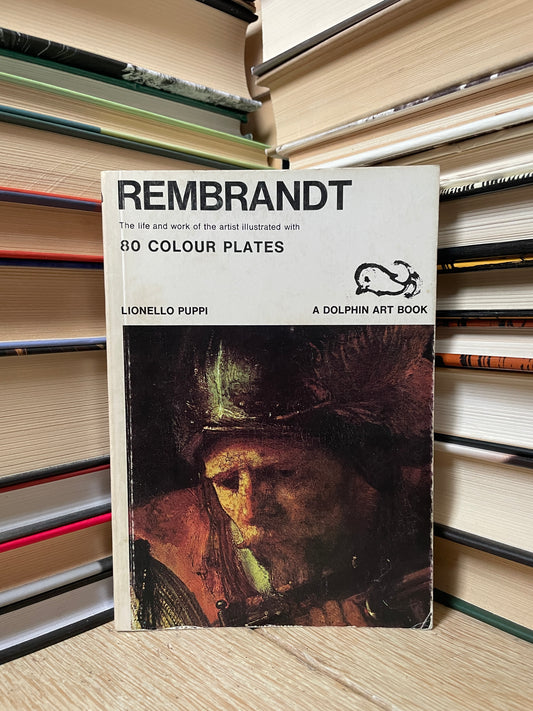 REMBRANDT
The life and work of the artist illustrated with
80 COLOUR PLATES
LIONELLO PUPPI
A DOLPHIN ART BOOK